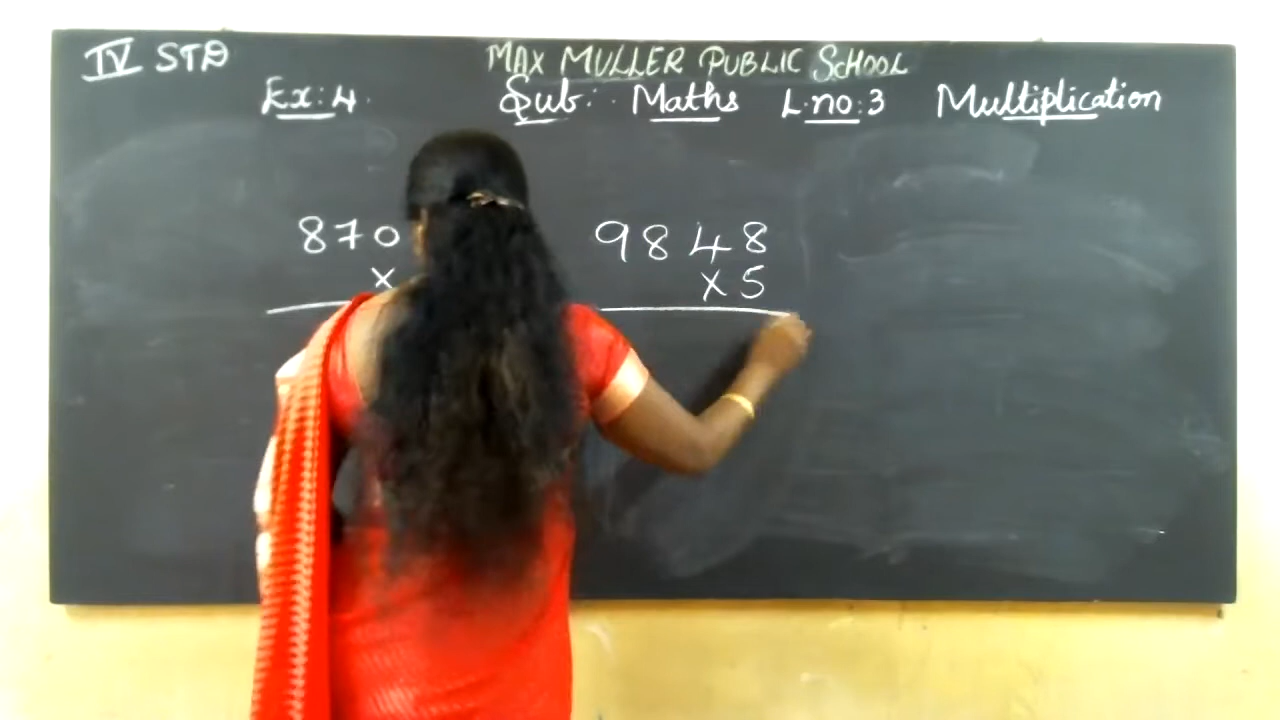 IV STD
MAX MULLER PUBLIC SCHOOL
Ex: 4. Sub: Maths L.no: 3 Multiplication
870 9848
x x 5